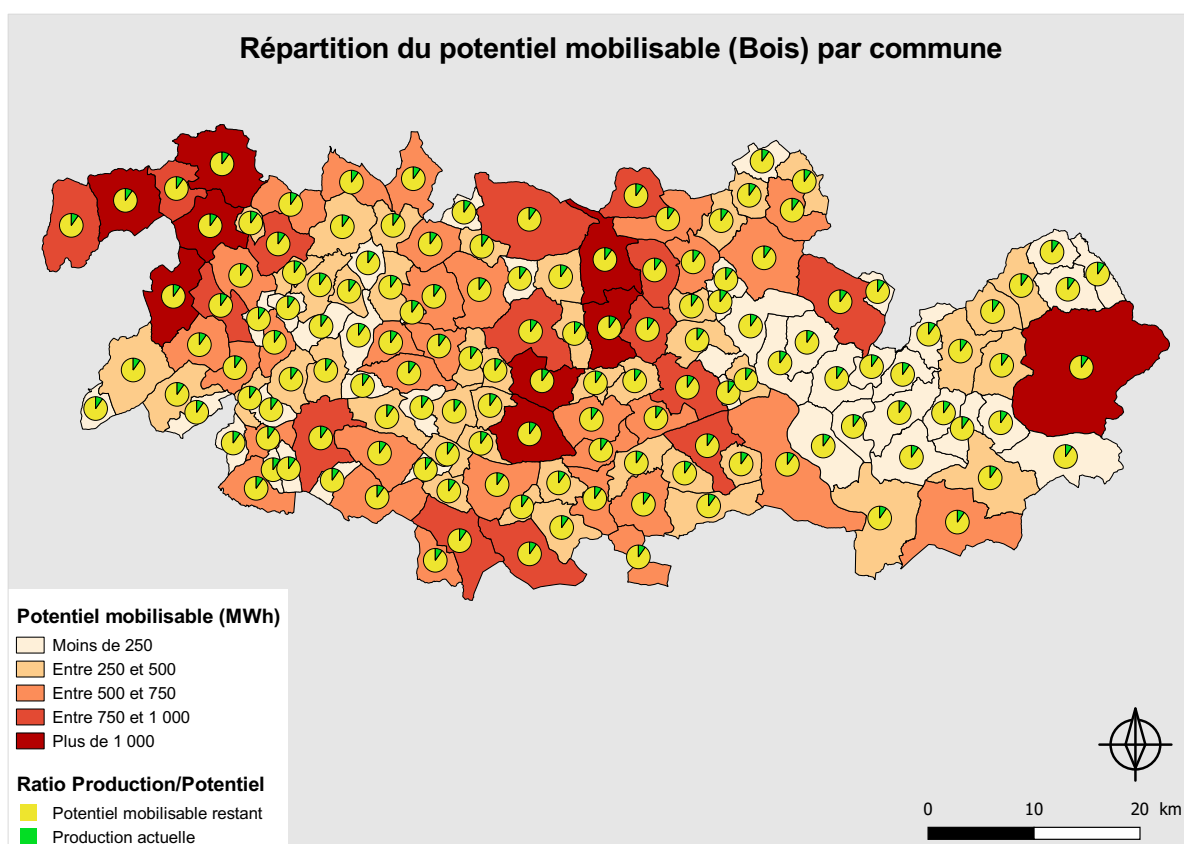 Répartition du potentiel mobilisable (Bois) par commune
Potentiel mobilisable (MWh)
Moins de 250
Entre 250 et 500
Entre 500 et 750
Entre 750 et 1 000
Plus de 1 000
Ratio Production/Potentiel
Potentiel mobilisable restant
Production actuelle
0 10 20 km